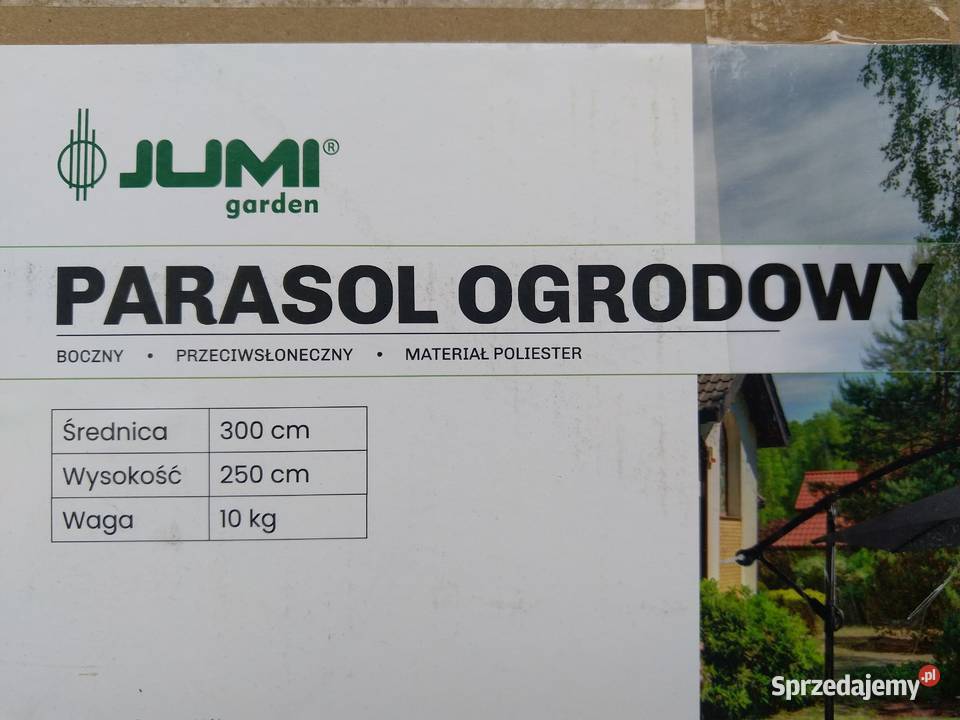 JUMI®
garden
PARASOL OGRODOWY
BOCZNY • PRZECIWSŁONECZNY • MATERIAŁ POLIESTER
Średnica 300 cm
Wysokość 250 cm
Waga 10 kg
Sprzedajemy.pl